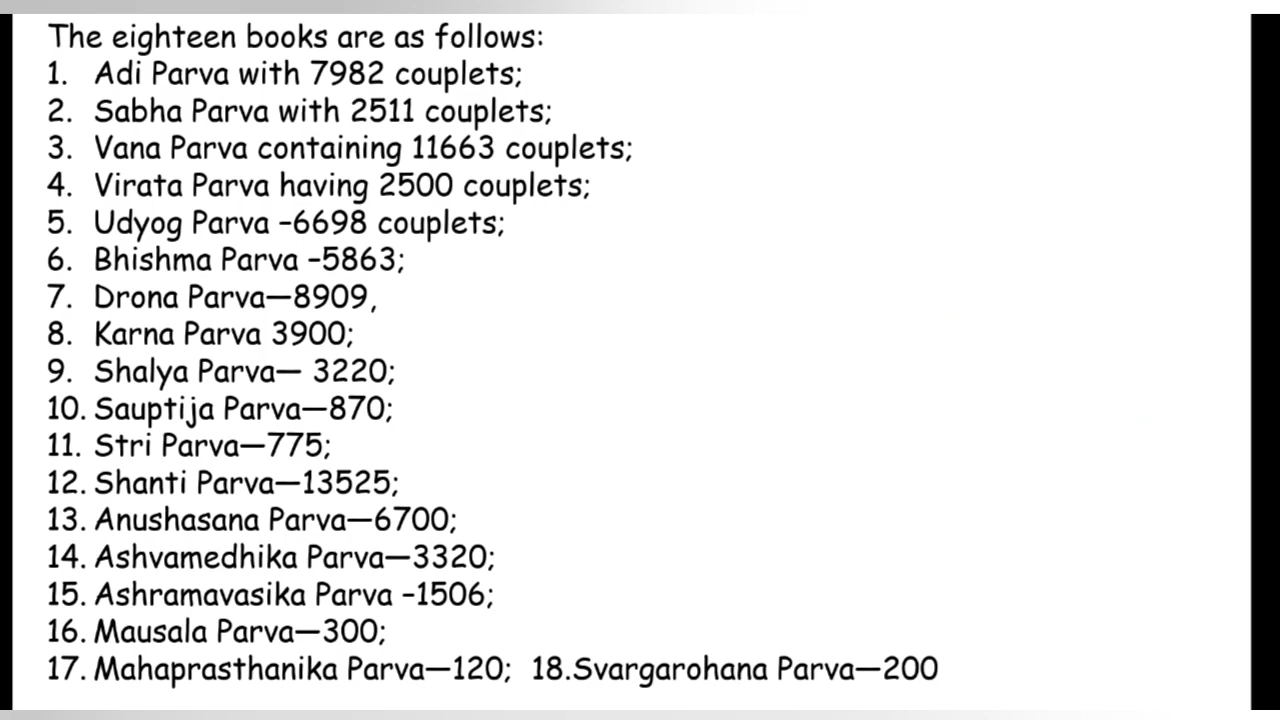 The eighteen books are as follows:
1. Adi Parva with 7982 couplets;
2. Sabha Parva with 2511 couplets;
3. Vana Parva containing 11663 couplets;
4. Virata Parva having 2500 couplets;
5. Udyog Parva -6698 couplets;
6. Bhishma Parva -5863;
7. Drona Parva—8909,
8. Karna Parva 3900;
9. Shalya Parva— 3220;
10. Sauptija Parva—870;
11. Stri Parva—775;
12. Shanti Parva—13525;
13. Anushasana Parva—6700;
14. Ashvamedhika Parva—3320;
15. Ashramavasika Parva -1506;
16. Mausala Parva—300;
17. Mahaprasthanika Parva—120; 18.Svargarohana Parva—200